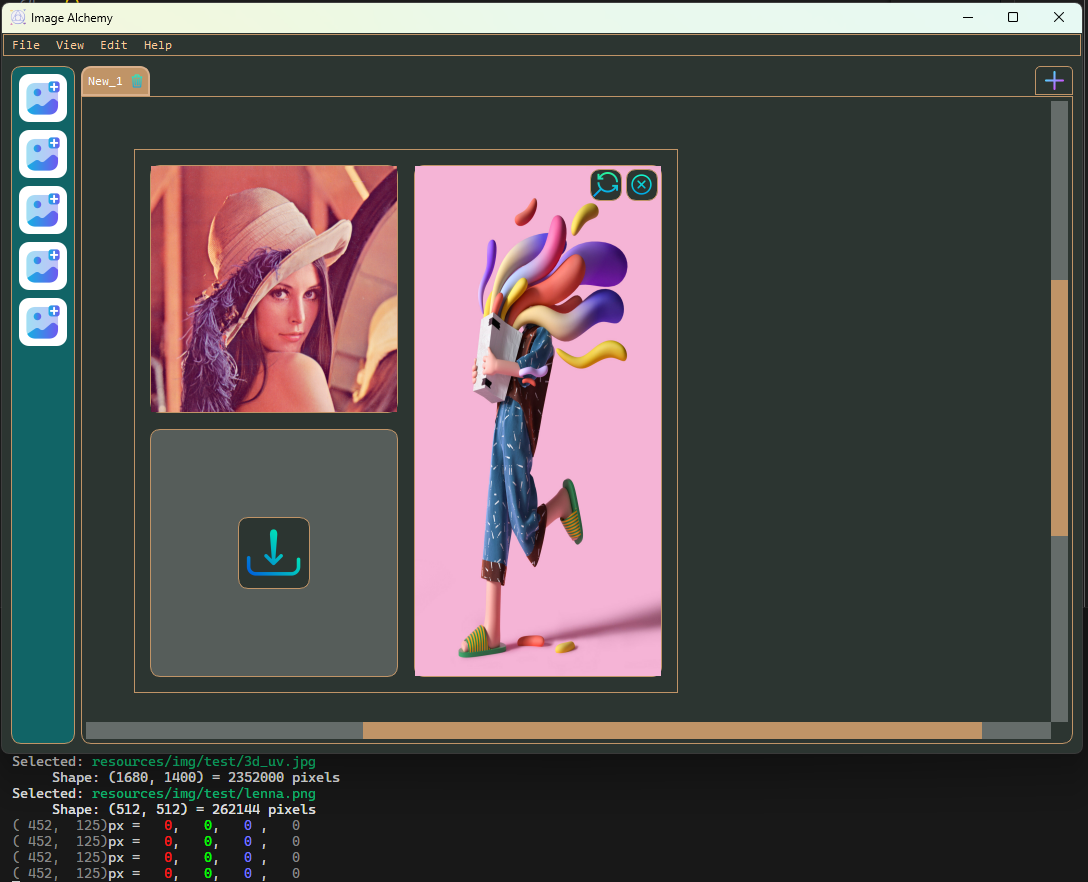 Image Alchemy
File View Edit Help
New_1
Selected: resources/img/test/3d_uv.jpg
Shape: (1680, 1400) = 2352000 pixels
Selected: resources/img/test/lenna.png
Shape: (512, 512) = 262144 pixels
( 452, 125)px = 0, 0, 0 , 0
( 452, 125)px = 0, 0, 0 , 0
( 452, 125)px = 0, 0, 0 , 0
( 452, 125)px = 0, 0, 0 , 0